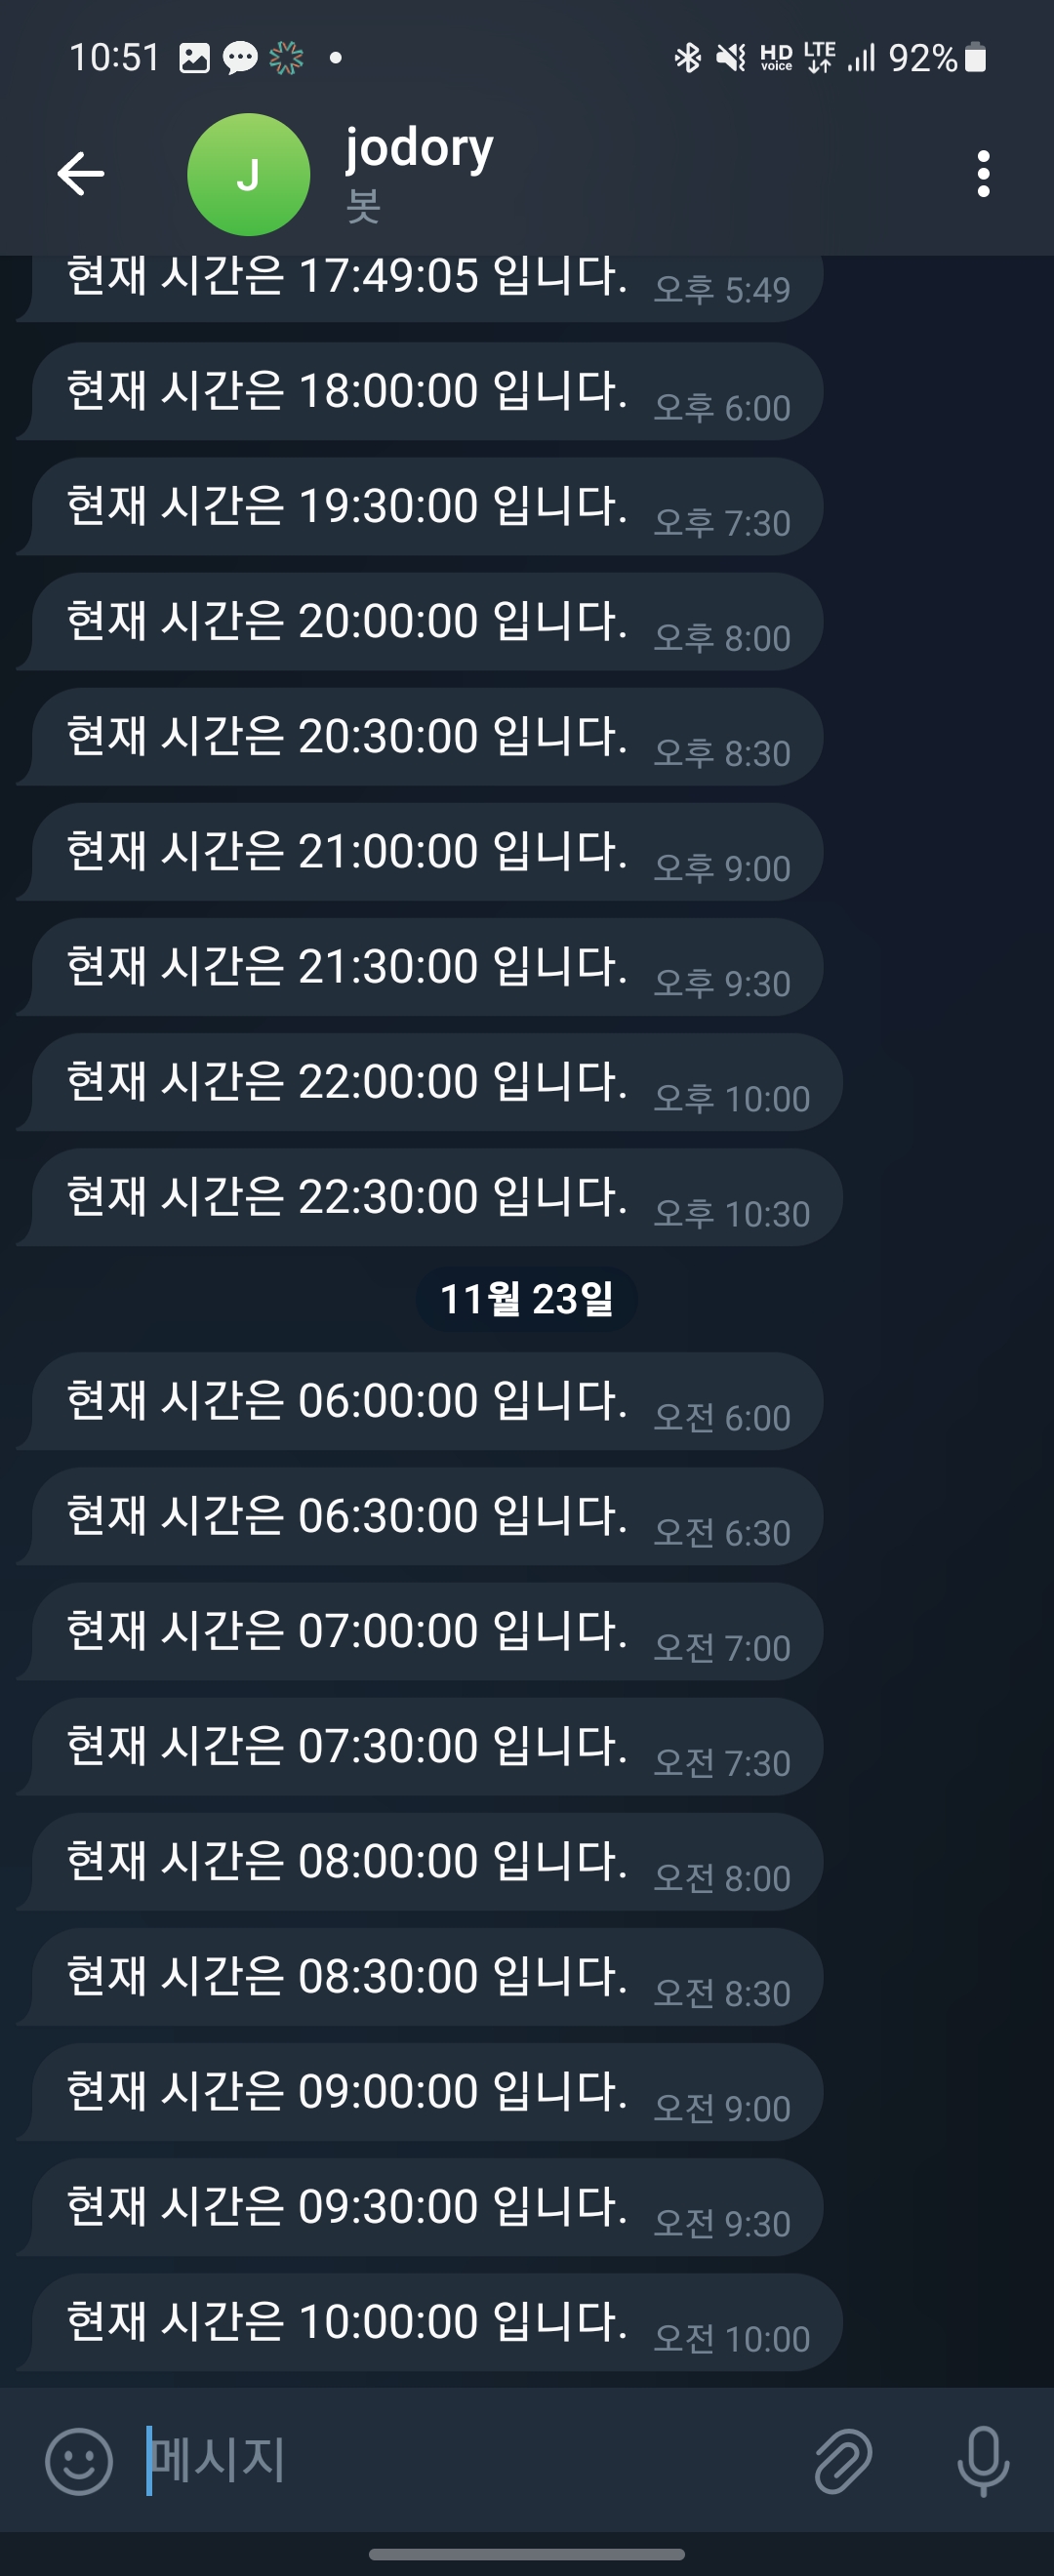 10:51 HD voice LTE 92%
J
jodory
봇
현재 시간은 17:49:05 입니다. 오후 5:49
현재 시간은 18:00:00 입니다. 오후 6:00
현재 시간은 19:30:00 입니다. 오후 7:30
현재 시간은 20:00:00 입니다. 오후 8:00
현재 시간은 20:30:00 입니다. 오후 8:30
현재 시간은 21:00:00 입니다. 오후 9:00
현재 시간은 21:30:00 입니다. 오후 9:30
현재 시간은 22:00:00 입니다. 오후 10:00
현재 시간은 22:30:00 입니다. 오후 10:30
11월 23일
현재 시간은 06:00:00 입니다. 오전 6:00
현재 시간은 06:30:00 입니다. 오전 6:30
현재 시간은 07:00:00 입니다. 오전 7:00
현재 시간은 07:30:00 입니다. 오전 7:30
현재 시간은 08:00:00 입니다. 오전 8:00
현재 시간은 08:30:00 입니다. 오전 8:30
현재 시간은 09:00:00 입니다. 오전 9:00
현재 시간은 09:30:00 입니다. 오전 9:30
현재 시간은 10:00:00 입니다. 오전 10:00
메시지